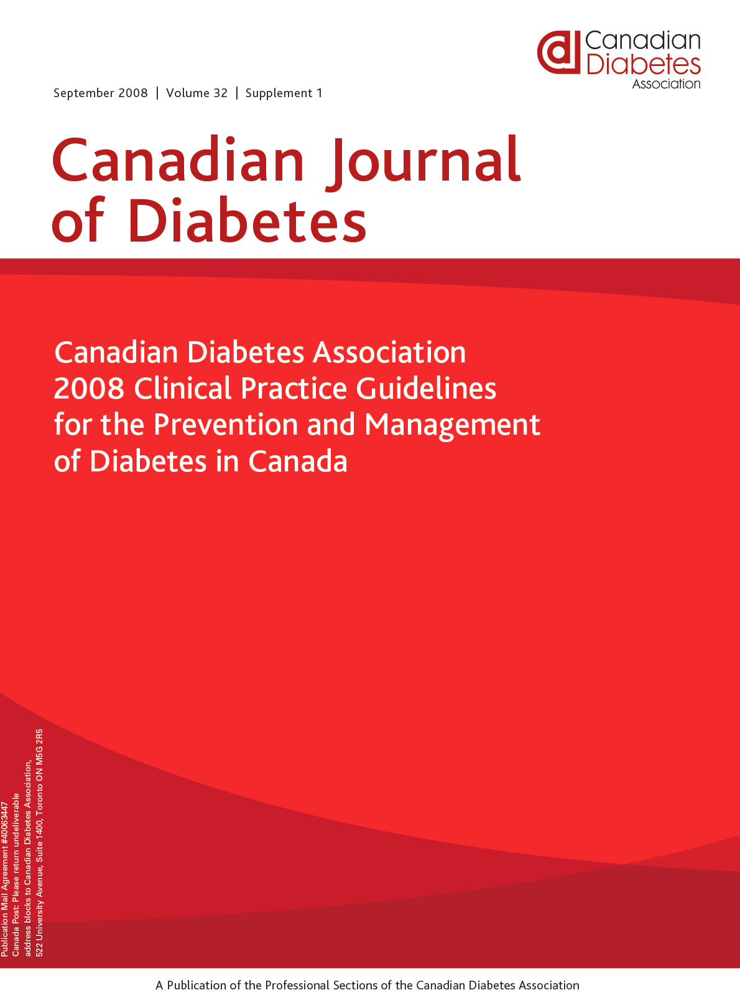 Canadian
Diabetes
Association
September 2008 | Volume 32 | Supplement 1
Canadian Journal
of Diabetes
Canadian Diabetes Association
2008 Clinical Practice Guidelines
for the Prevention and Management
of Diabetes in Canada
Publication Mail Agreement #40063447
Canada Post: Please return undeliverable
address blocks to Canadian Diabetes Association,
522 University Avenue, Suite 1400, Toronto ON M5G 2R5
A Publication of the Professional Sections of the Canadian Diabetes Association